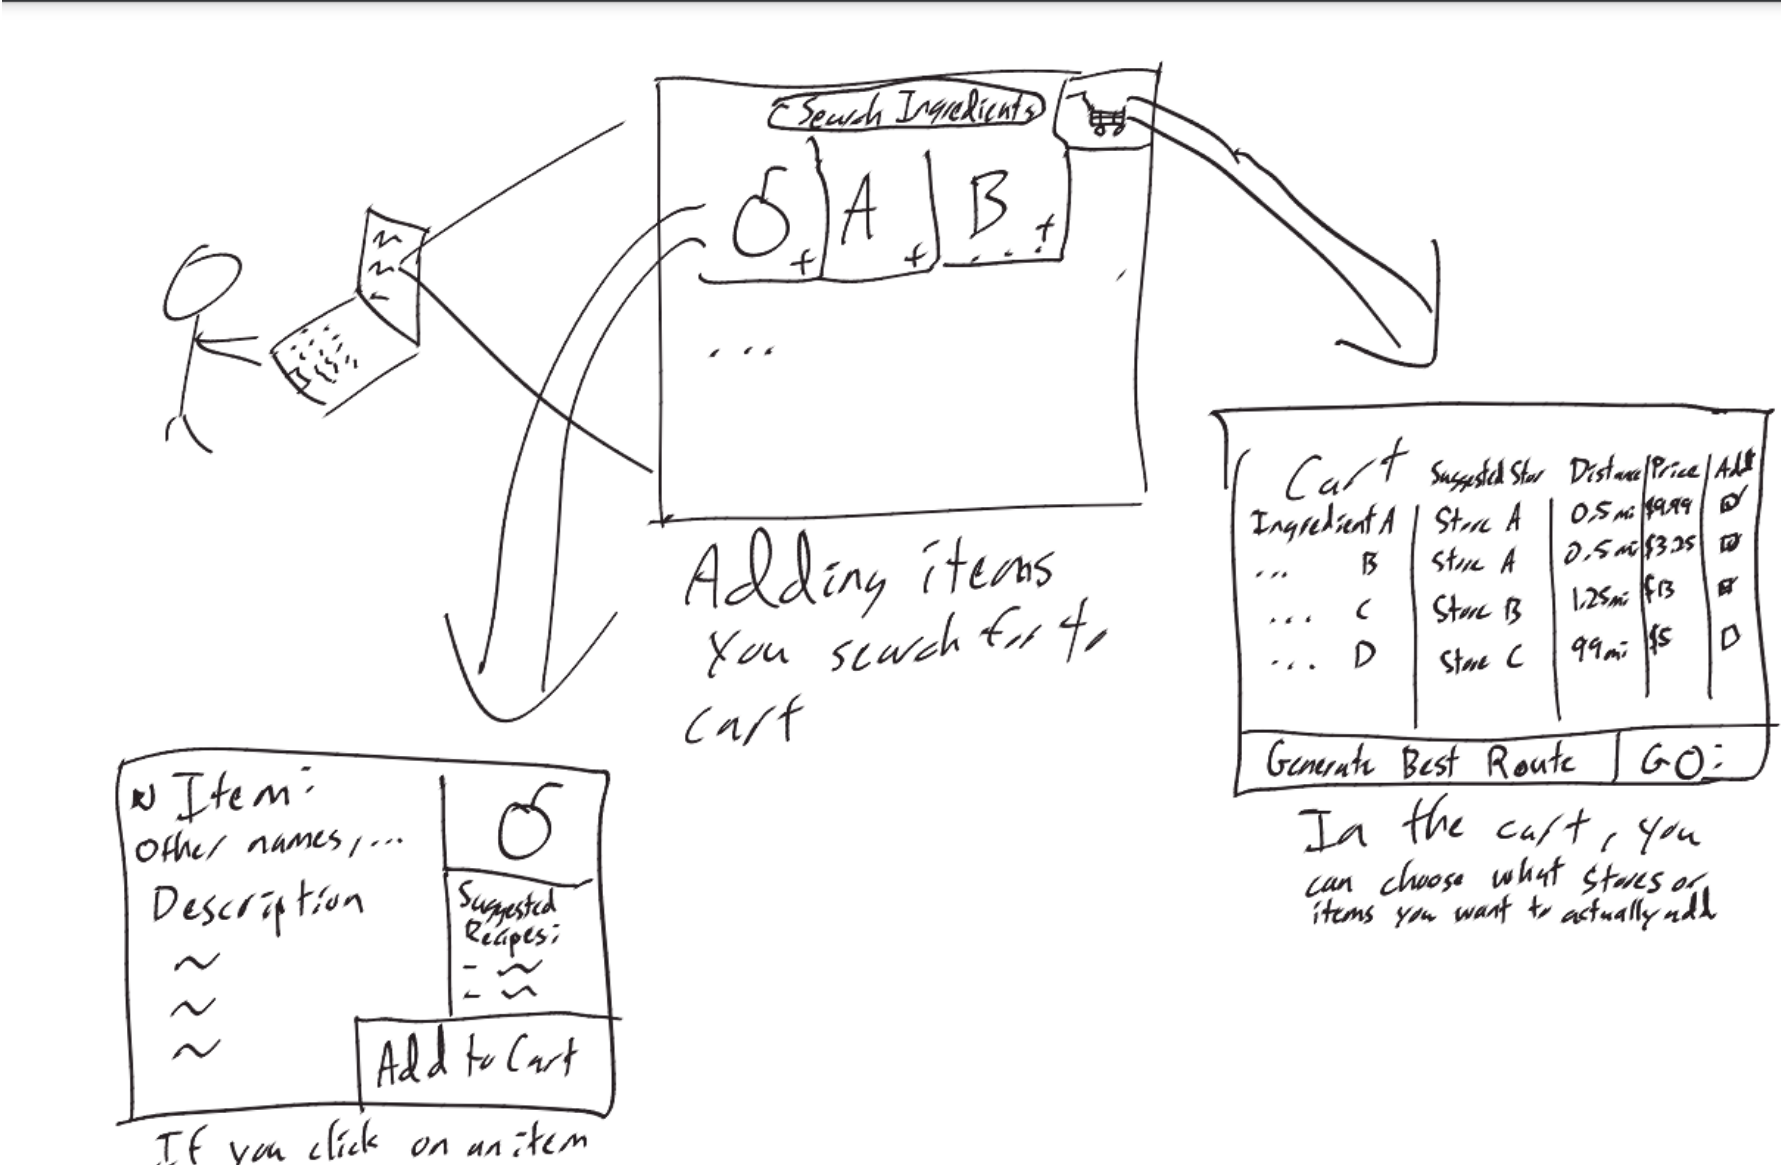 Search Ingredients
A
B
+
+
+
...
...
Adding items
you search for to
cart
Cart Suggested Stor Distance Price Add
Ingredient A Store A 0.5mi $9.99
... B Store A 0.5mi $3.25
... C Store B 1.25mi $13
... D Store C 99mi $5
Generate Best Route GO:
In the cart, you
can choose what stores or
items you want to actually add
Item:
Other names, ...
Description
Suggested
Recipes:
-
-
Add to Cart
If you click on an item